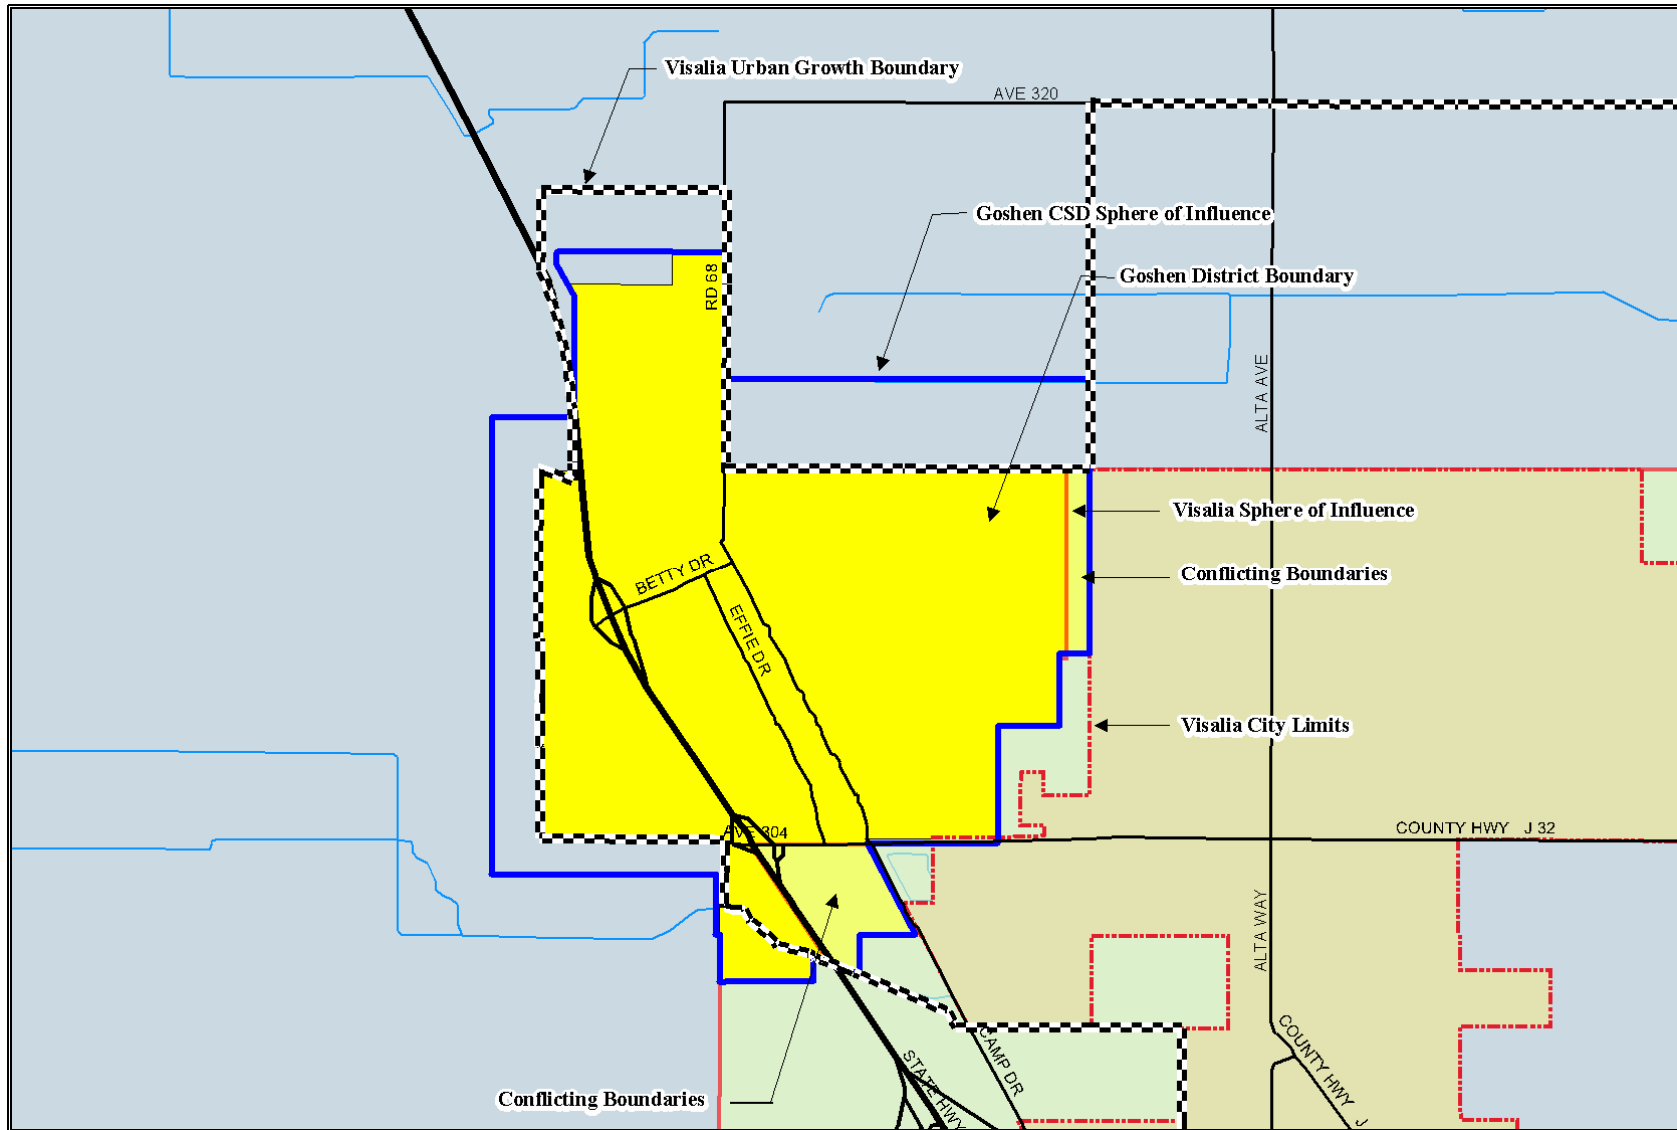 Visalia Urban Growth Boundary
AVE 320
Goshen CSD Sphere of Influence
Goshen District Boundary
RD 68
ALTA AVE
Visalia Sphere of Influence
Conflicting Boundaries
BETTY DR
EFFIE DR
Visalia City Limits
AVE 304
COUNTY HWY J 32
ALTA WAY
COUNTY HWY J
CAMP DR
STATE HWY
Conflicting Boundaries